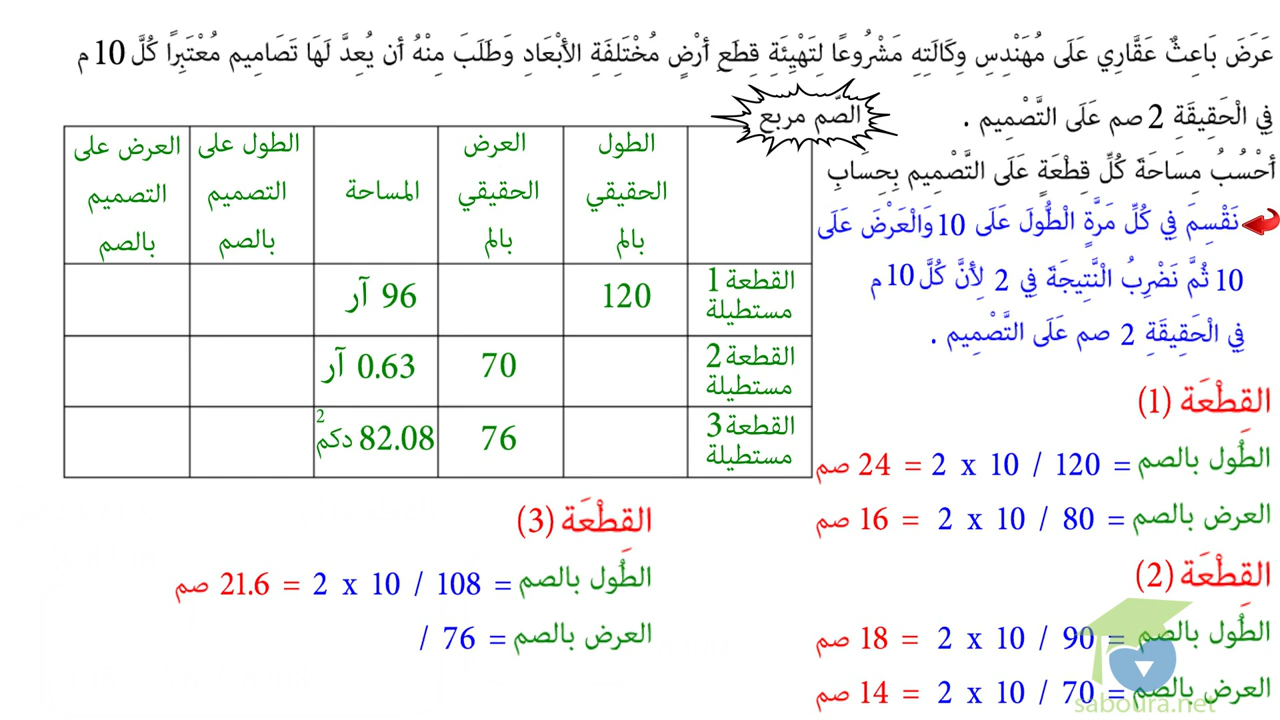 عَرَضَ بَاعِثٌ عَقَّارِي عَلَى مُهَنْدِسِ وِكَالَتِهِ مَشْرُوعًا لِتَهْيِئَةِ قِطَعِ أَرْضٍ مُخْتَلِفَةِ الأَبْعَادِ وَطَلَبَ مِنْهُ أن يُعِدَّ لَهَا تَصَامِيم مُعْتَبِرًا كُلَّ 10 م
فِي الْحَقِيقَةِ 2 صم عَلَى التَّصْمِيم .
الصّم مربع
أَحْسُبُ مِسَاحَةَ كُلِّ قِطْعَةٍ عَلَى التَّصْمِيم بِحِسَابِ
نَقْسِمَ فِي كُلِّ مَرَّةٍ الْطُّولَ عَلَى 10 وَالْعَرْضَ عَلَى
10 ثُمَّ نَضْرِبُ الْنَّتِيجَةَ فِي 2 لِأَنَّ كُلَّ 10 م
فِي الْحَقِيقَةِ 2 صم عَلَى التَّصْمِيم .
الطول الحقيقي بالم
العرض الحقيقي بالم
المساحة
الطول على التصميم بالصم
العرض على التصميم بالصم
القطعة 1 مستطيلة
120
96 آر
القطعة 2 مستطيلة
70
0.63 آر
القطعة 3 مستطيلة
76
82.08 دكم2
القِطْعَة (1)
الطُّول بالصم = 120 / 10 x 2 = 24 صم
العرض بالصم = 80 / 10 x 2 = 16 صم
القِطْعَة (2)
الطُّول بالصم = 90 / 10 x 2 = 18 صم
العرض بالصم = 70 / 10 x 2 = 14 صم
القِطْعَة (3)
الطُّول بالصم = 108 / 10 x 2 = 21.6 صم
العرض بالصم = 76 /
saboura.net